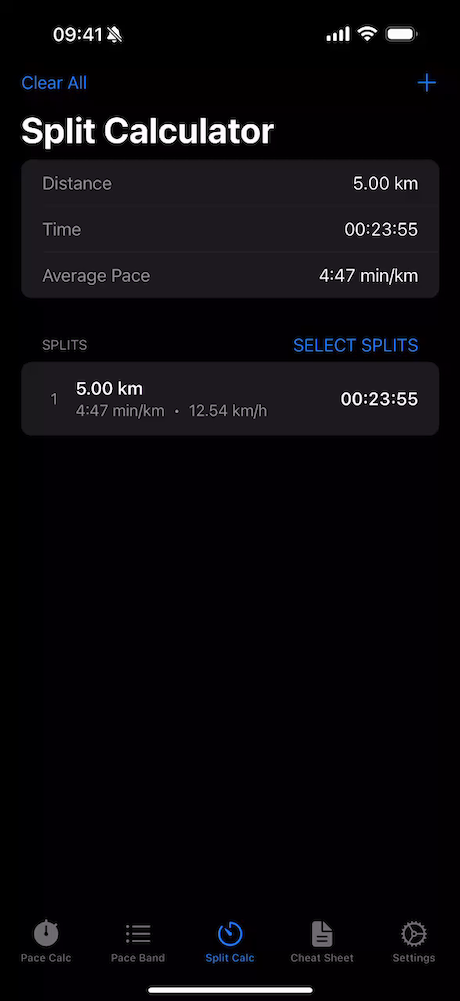 09:41
Clear All +
Split Calculator
Distance 5.00 km
Time 00:23:55
Average Pace 4:47 min/km
SPLITS SELECT SPLITS
1 5.00 km 00:23:55
4:47 min/km • 12.54 km/h
Pace Calc Pace Band Split Calc Cheat Sheet Settings